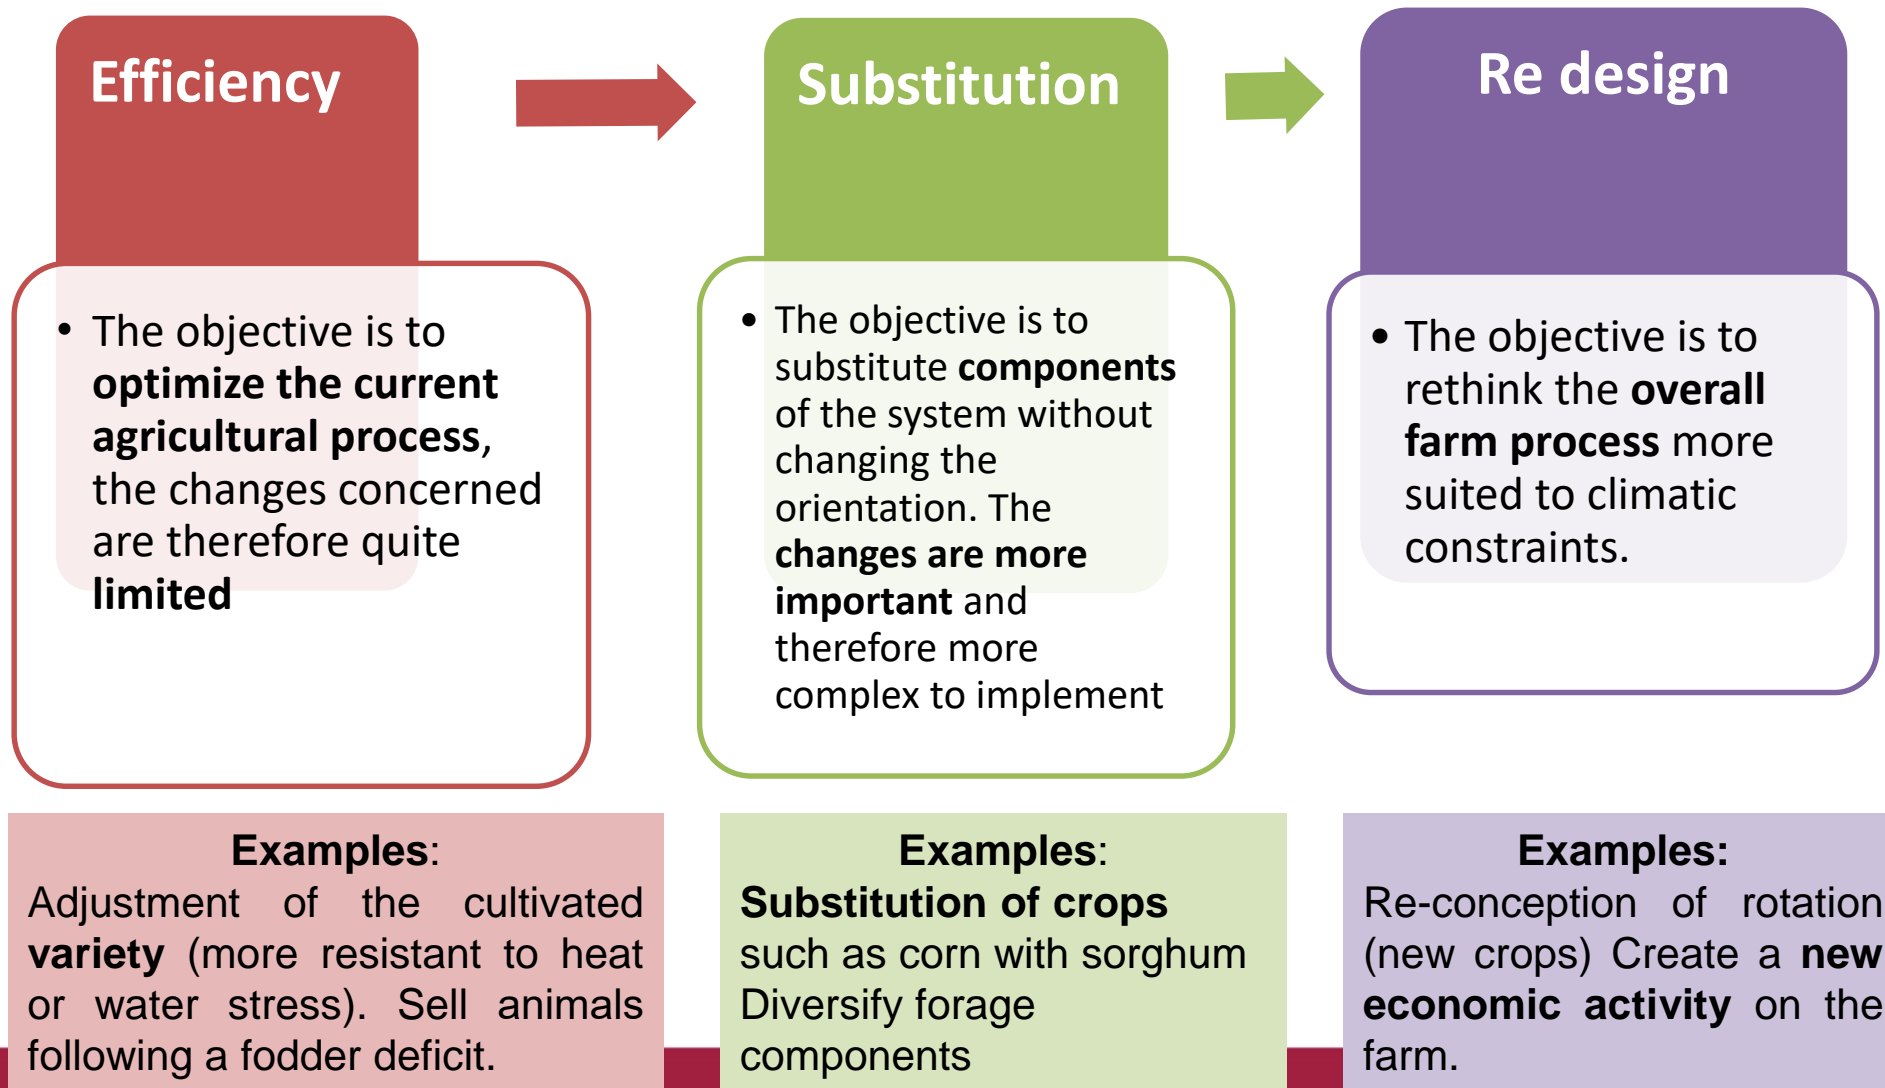 Efficiency
• The objective is to
optimize the current
agricultural process,
the changes concerned
are therefore quite
limited
Examples:
Adjustment of the cultivated
variety (more resistant to heat
or water stress). Sell animals
following a fodder deficit.
Substitution
• The objective is to
substitute components
of the system without
changing the
orientation. The
changes are more
important and
therefore more
complex to implement
Examples:
Substitution of crops
such as corn with sorghum
Diversify forage
components
Re design
• The objective is to
rethink the overall
farm process more
suited to climatic
constraints.
Examples:
Re-conception of rotation
(new crops) Create a new
economic activity on the
farm.